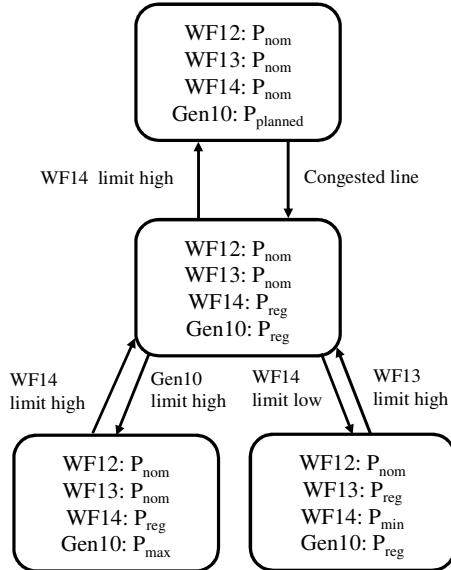 WF12: P_nom
WF13: P_nom
WF14: P_nom
Gen10: P_planned
WF14 limit high
Congested line
WF12: P_nom
WF13: P_nom
WF14: P_reg
Gen10: P_reg
WF14
limit high
Gen10
limit high
WF14
limit low
WF13
limit high
WF12: P_nom
WF13: P_nom
WF14: P_reg
Gen10: P_max
WF12: P_nom
WF13: P_reg
WF14: P_min
Gen10: P_reg